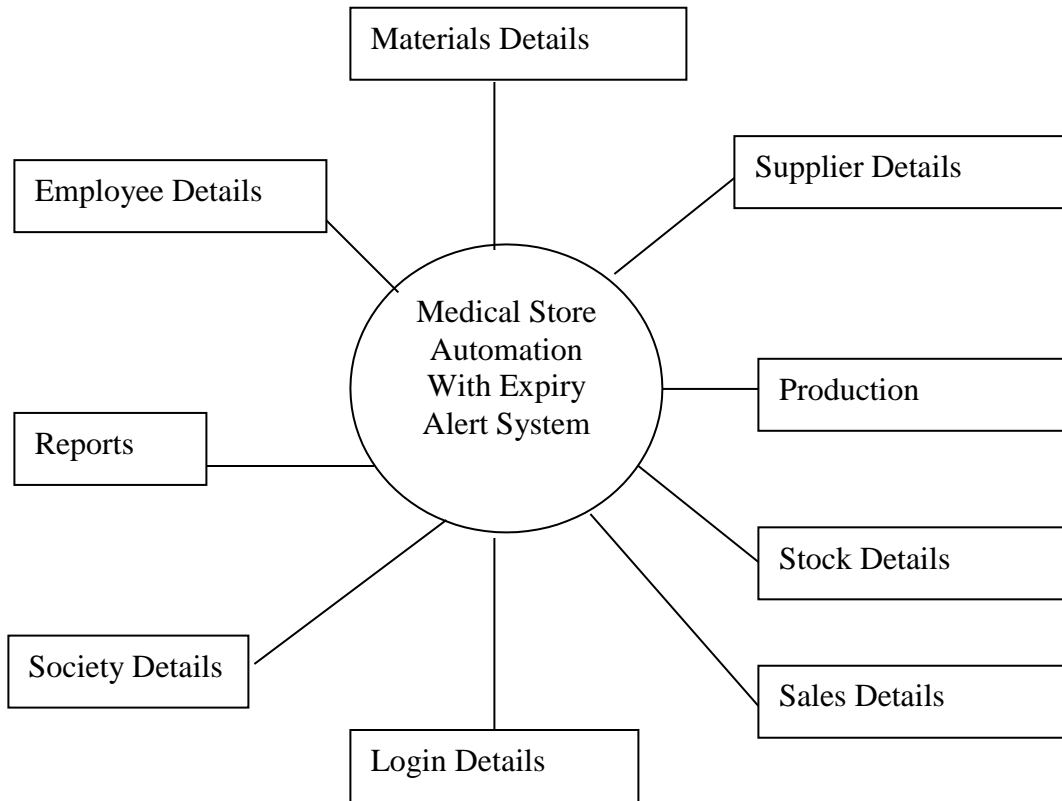 Materials Details
Supplier Details
Employee Details
Medical Store
Automation
With Expiry
Alert System
Production
Reports
Stock Details
Society Details
Sales Details
Login Details